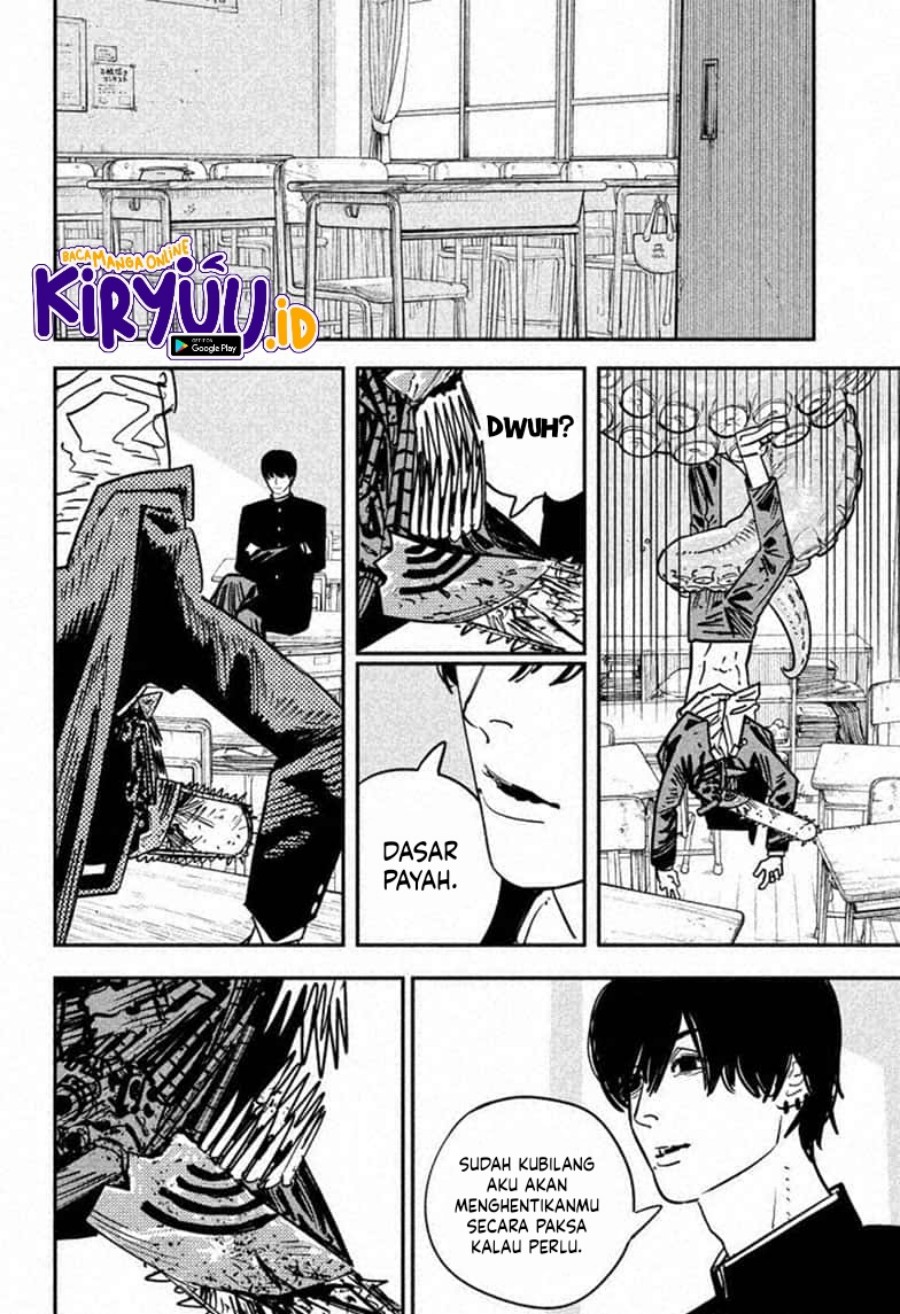 BACA MANGA ONLINE
KIRYUU.iD
GET IT ON
Google Play
DWUH?
DASAR
PAYAH.
SUDAH KUBILANG
AKU AKAN
MENGHENTIKANMU
SECARA PAKSA
KALAU PERLU.